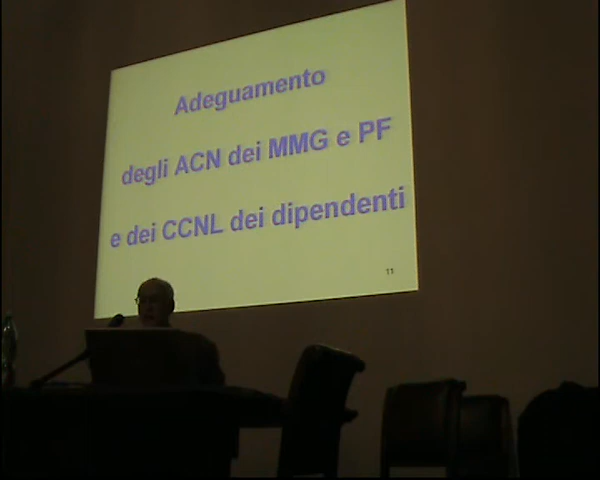 Adeguamento
degli ACN dei MMG e PF
e dei CCNL dei dipendenti
11